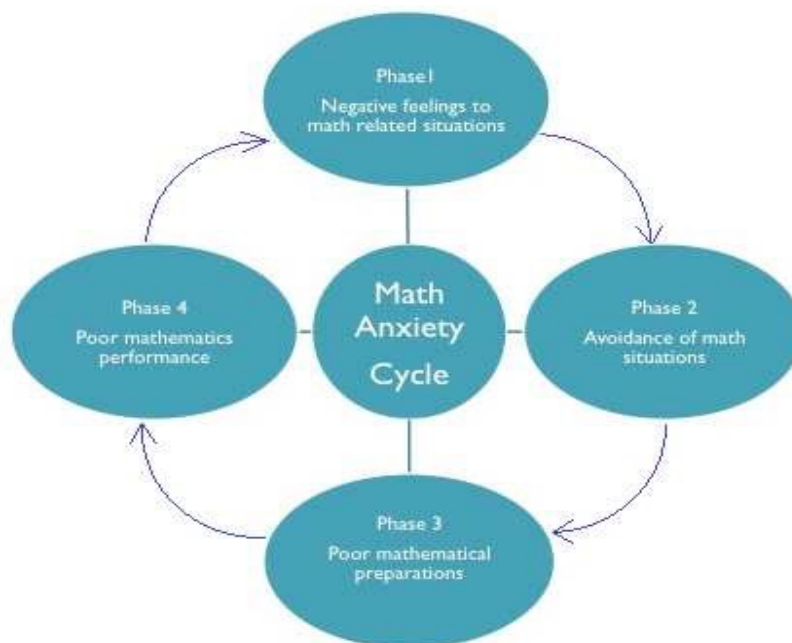 Phase1
Negative feelings to
math related situations
Phase 4
Poor mathematics
performance
Math
Anxiety
Cycle
Phase 2
Avoidance of math
situations
Phase 3
Poor mathematical
preparations